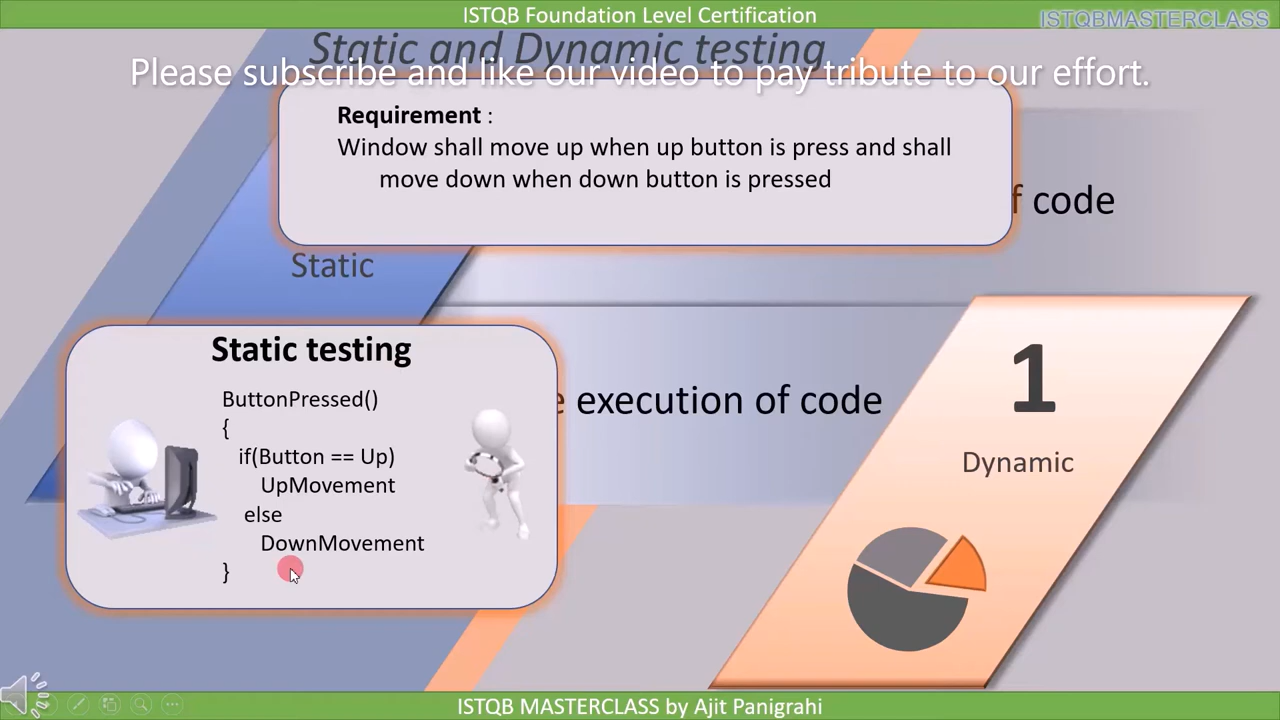 ISTQB Foundation Level Certification
ISTQBMASTERCLASS
Static and Dynamic testing
Please subscribe and like our video to pay tribute to our effort.
Requirement :
Window shall move up when up button is press and shall
move down when down button is pressed
of code
Static
Static testing
ButtonPressed()
{
if(Button == Up)
UpMovement
else
DownMovement
}
execution of code
1
Dynamic
ISTQB MASTERCLASS by Ajit Panigrahi